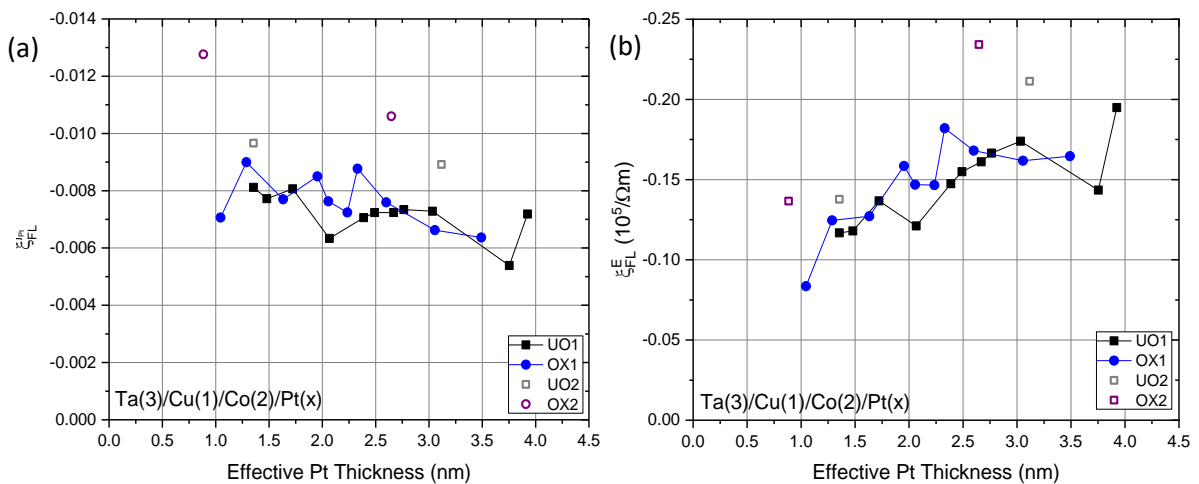 (a)
-0.014
-0.012
-0.010
-0.008
-0.006
-0.004
-0.002
0.000
ξ_FL^JPt
0.0 0.5 1.0 1.5 2.0 2.5 3.0 3.5 4.0 4.5
Effective Pt Thickness (nm)
Ta(3)/Cu(1)/Co(2)/Pt(x)
UO1
OX1
UO2
OX2
(b)
-0.25
-0.20
-0.15
-0.10
-0.05
0.00
ξ_FL^E (10^5/Ωm)
0.0 0.5 1.0 1.5 2.0 2.5 3.0 3.5 4.0 4.5
Effective Pt Thickness (nm)
Ta(3)/Cu(1)/Co(2)/Pt(x)
UO1
OX1
UO2
OX2